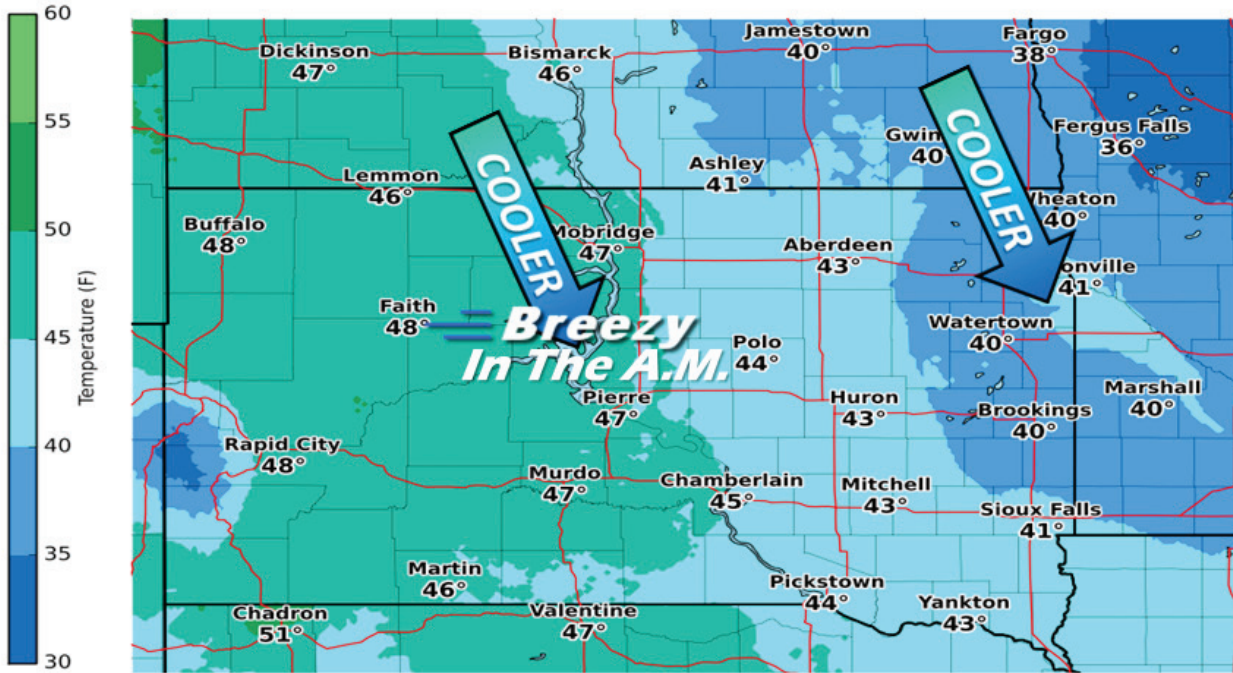 60
55
50
45
40
35
30
Temperature (F)
Dickinson
47°
Bismarck
46°
Jamestown
40°
Fargo
38°
Fergus Falls
36°
40°
Ashley
41°
Lemmon
46°
COOLER
COOLER
40°
Buffalo
48°
Mobridge
47°
Aberdeen
43°
41°
Faith
48°
Breezy
In The A.M.
Polo
44°
Watertown
40°
Marshall
40°
Pierre
47°
Huron
43°
Brookings
40°
Rapid City
48°
Murdo
47°
Chamberlain
45°
Mitchell
43°
Sioux Falls
41°
Martin
46°
Pickstown
44°
Yankton
43°
Chadron
51°
Valentine
47°